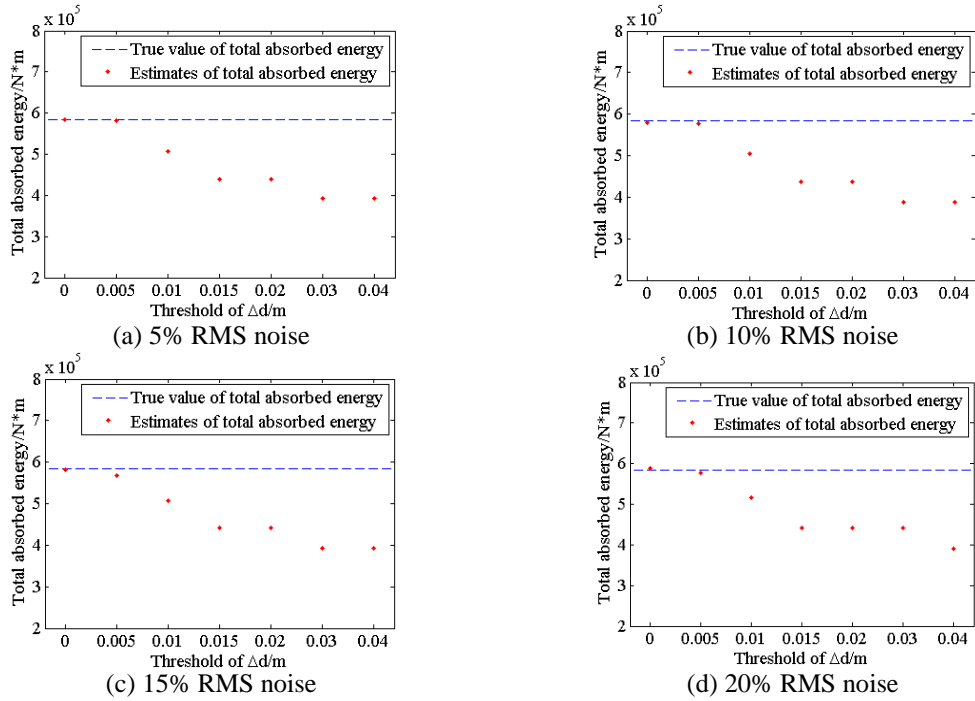 x 10⁵
8
7
6
5
4
3
2
Total absorbed energy/N*m
True value of total absorbed energy
Estimates of total absorbed energy
0 0.005 0.01 0.015 0.02 0.03 0.04
Threshold of Δd/m
(a) 5% RMS noise
x 10⁵
8
7
6
5
4
3
2
Total absorbed energy/N*m
True value of total absorbed energy
Estimates of total absorbed energy
0 0.005 0.01 0.015 0.02 0.03 0.04
Threshold of Δd/m
(b) 10% RMS noise
x 10⁵
8
7
6
5
4
3
2
Total absorbed energy/N*m
True value of total absorbed energy
Estimates of total absorbed energy
0 0.005 0.01 0.015 0.02 0.03 0.04
Threshold of Δd/m
(c) 15% RMS noise
x 10⁵
8
7
6
5
4
3
2
Total absorbed energy/N*m
True value of total absorbed energy
Estimates of total absorbed energy
0 0.005 0.01 0.015 0.02 0.03 0.04
Threshold of Δd/m
(d) 20% RMS noise